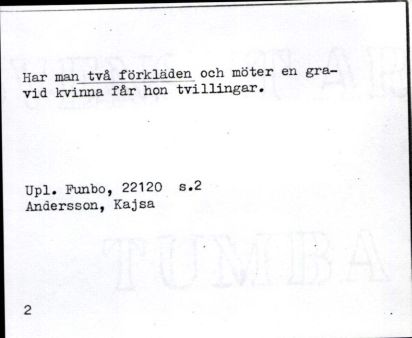 Har man två förkläden och möter en gra-
vid kvinna får hon tvillingar.
Upl. Funbo, 22120 s.2
Andersson, Kajsa
TUMBA
2